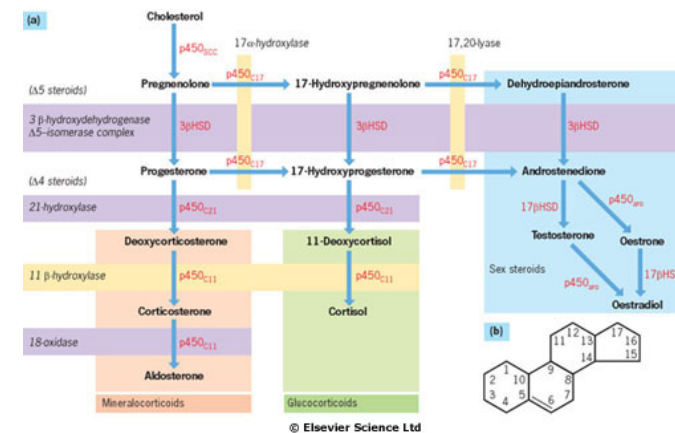 (a)
Cholesterol
p450SCC
17α-hydroxylase
17,20-lyase
Pregnenolone
p450C17
17-Hydroxypregnenolone
p450C17
Dehydroepiandrosterone
(Δ5 steroids)
3 β-hydroxydehydrogenase
Δ5–isomerase complex
3βHSD
3βHSD
3βHSD
Progesterone
p450C17
17-Hydroxyprogesterone
p450C17
Androstenedione
(Δ4 steroids)
21-hydroxylase
p450C21
p450C21
17βHSD
p450aro
Deoxycorticosterone
11-Deoxycortisol
Testosterone
Oestrone
11 β-hydroxylase
p450C11
p450C11
Sex steroids
p450aro
17βHS
Corticosterone
Cortisol
Oestradiol
18-oxidase
p450C11
Aldosterone
Mineralocorticoids
Glucocorticoids
(b)
12
17
11
13
16
1
9
14
15
2
10
8
3
5
7
4
6
© Elsevier Science Ltd